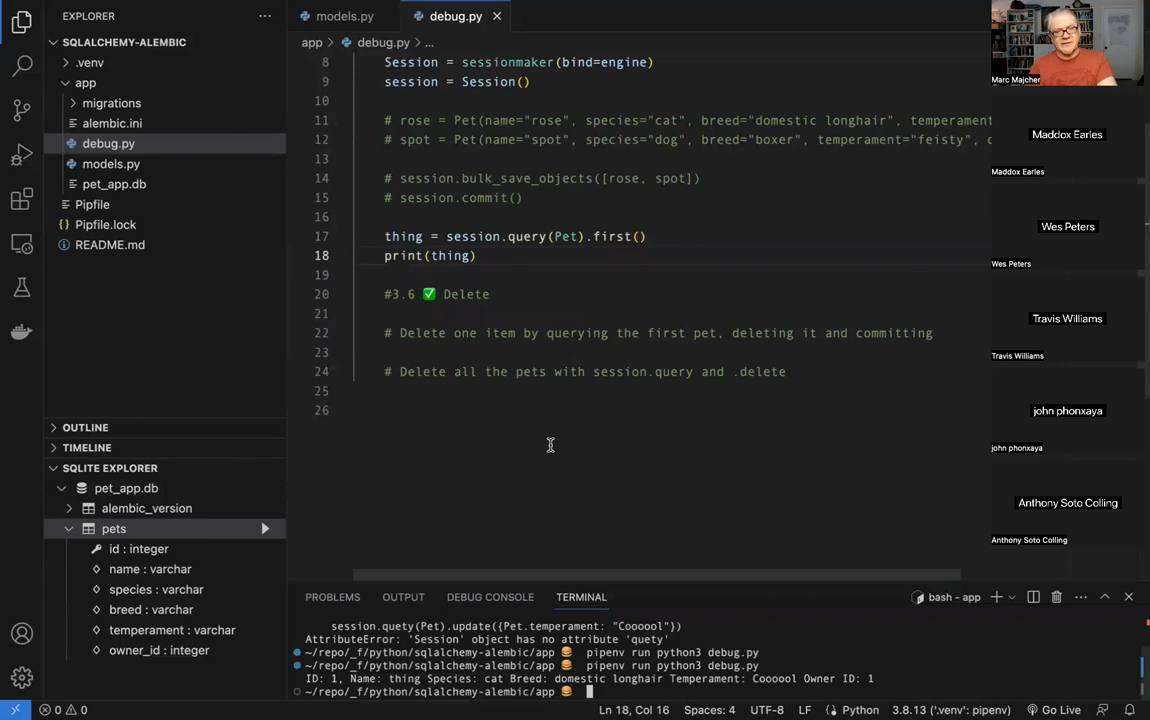 EXPLORER
SQLALCHEMY-ALEMBIC
.venv
app
migrations
alembic.ini
debug.py
models.py
pet_app.db
Pipfile
Pipfile.lock
README.md
OUTLINE
TIMELINE
SQLITE EXPLORER
pet_app.db
alembic_version
pets
id : integer
name : varchar
species : varchar
breed : varchar
temperament : varchar
owner_id : integer
models.py debug.py
app > debug.py > ...
8 Session = sessionmaker(bind=engine)
9 session = Session()
10
11 # rose = Pet(name="rose", species="cat", breed="domestic longhair", temperament
12 # spot = Pet(name="spot", species="dog", breed="boxer", temperament="feisty", o
13
14 # session.bulk_save_objects([rose, spot])
15 # session.commit()
16
17 thing = session.query(Pet).first()
18 print(thing)
19
20 #3.6 ✅ Delete
21
22 # Delete one item by querying the first pet, deleting it and committing
23
24 # Delete all the pets with session.query and .delete
25
26
PROBLEMS OUTPUT DEBUG CONSOLE TERMINAL bash - app
session.quety(Pet).update({Pet.temperament: "Coooool"})
AttributeError: 'Session' object has no attribute 'quety'
~/repo/_f/python/sqlalchemy-alembic/app 🍔 pipenv run python3 debug.py
~/repo/_f/python/sqlalchemy-alembic/app 🍔 pipenv run python3 debug.py
ID: 1, Name: thing Species: cat Breed: domestic longhair Temperament: Coooool Owner ID: 1
~/repo/_f/python/sqlalchemy-alembic/app 🍔
Marc Majcher
Maddox Earles
Maddox Earles
Wes Peters
Wes Peters
Travis Williams
Travis Williams
john phonxaya
john phonxaya
Anthony Soto Colling
Anthony Soto Colling
0 0 Ln 18, Col 16 Spaces: 4 UTF-8 LF Python 3.8.13 ('.venv': pipenv) Go Live